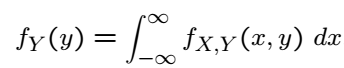 f_Y(y) = \int_{-\infty}^{\infty} f_{X,Y}(x, y) \, dx